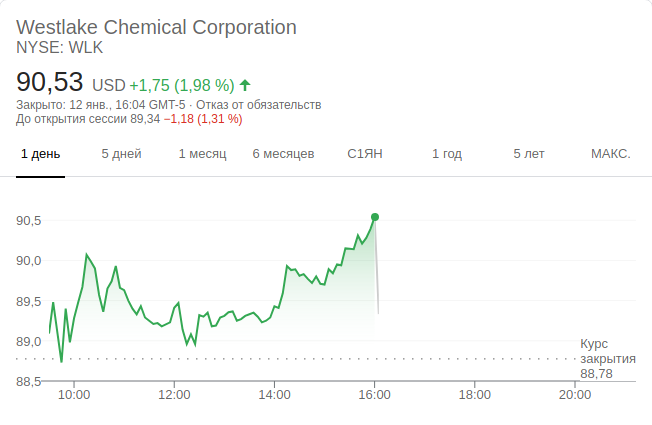 Westlake Chemical Corporation
NYSE: WLK
90,53 USD +1,75 (1,98 %)
Закрыто: 12 янв., 16:04 GMT-5 · Отказ от обязательств
До открытия сессии 89,34 −1,18 (1,31 %)
1 день 5 дней 1 месяц 6 месяцев С1ЯН 1 год 5 лет МАКС.
90,5
90,0
89,5
89,0
Курс
закрытия
88,78
88,5
10:00 12:00 14:00 16:00 18:00 20:00